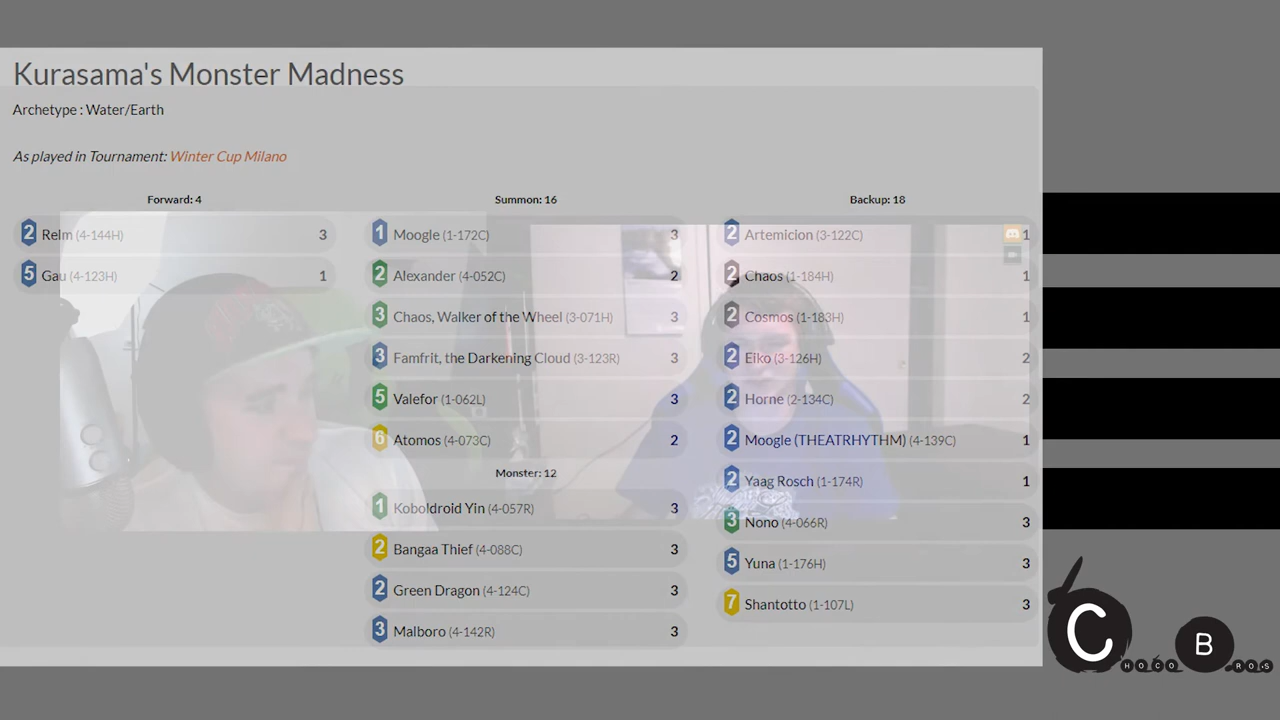 Kurasama's Monster Madness
Archetype : Water/Earth
As played in Tournament: Winter Cup Milano
Forward: 4
2 Relm (4-144H) 3
5 Gau (4-123H) 1
Summon: 16
1 Moogle (1-172C) 3
2 Alexander (4-052C) 2
3 Chaos, Walker of the Wheel (3-071H) 3
3 Famfrit, the Darkening Cloud (3-123R) 3
5 Valefor (1-062L) 3
6 Atomos (4-073C) 2
Monster: 12
1 Koboldroid Yin (4-057R) 3
2 Bangaa Thief (4-088C) 3
2 Green Dragon (4-124C) 3
3 Malboro (4-142R) 3
Backup: 18
2 Artemicion (3-122C) 1
2 Chaos (1-184H) 1
2 Cosmos (1-183H) 1
2 Eiko (3-126H) 2
2 Horne (2-134C) 2
2 Moogle (THEATRHYTHM) (4-139C) 1
2 Yaag Rosch (1-174R) 1
3 Nono (4-066R) 3
5 Yuna (1-176H) 3
7 Shantotto (1-107L) 3
CHOCO BROS